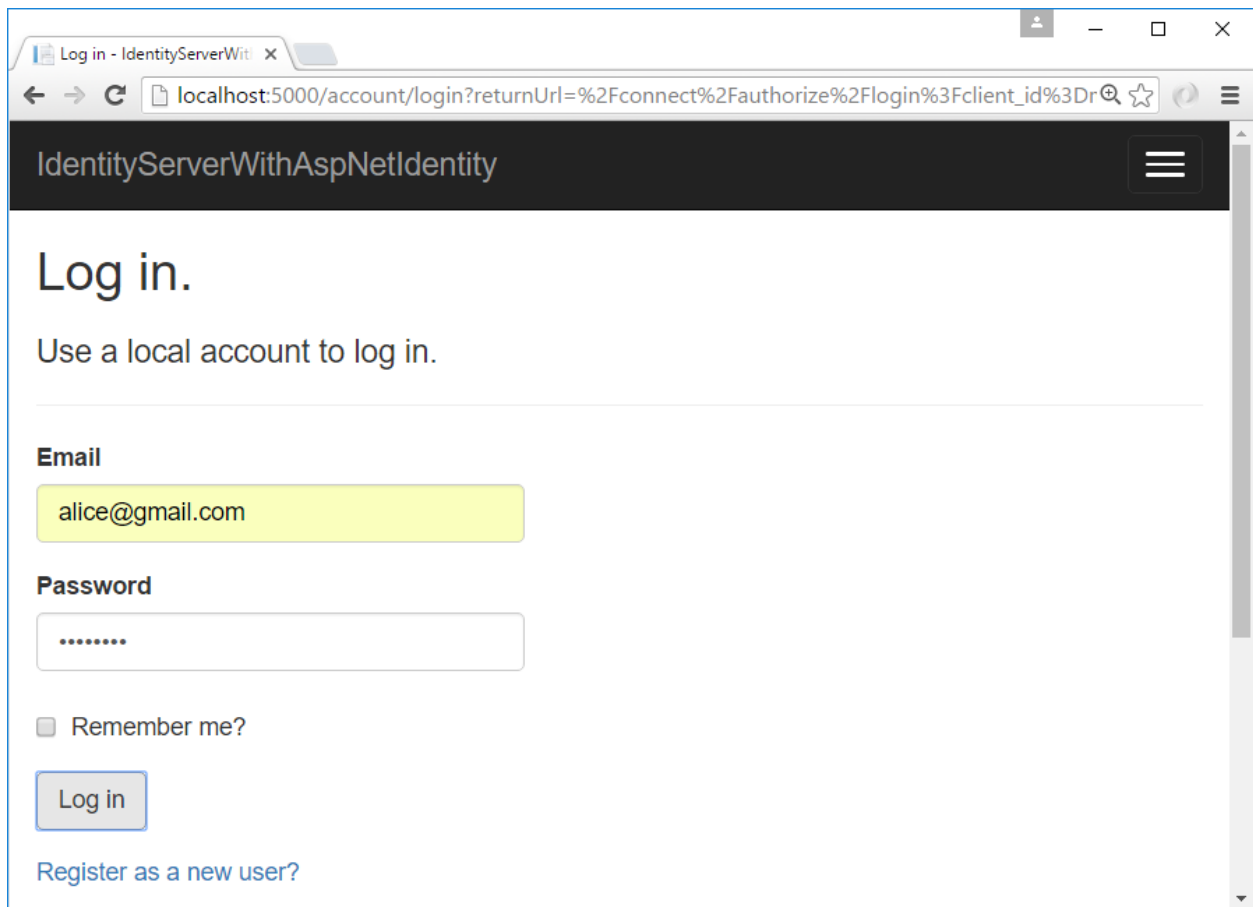 Log in - IdentityServerWit
localhost:5000/account/login?returnUrl=%2Fconnect%2Fauthorize%2Flogin%3Fclient_id%3Dr
IdentityServerWithAspNetIdentity
Log in.
Use a local account to log in.
Email
alice@gmail.com
Password
••••••••
Remember me?
Log in
Register as a new user?